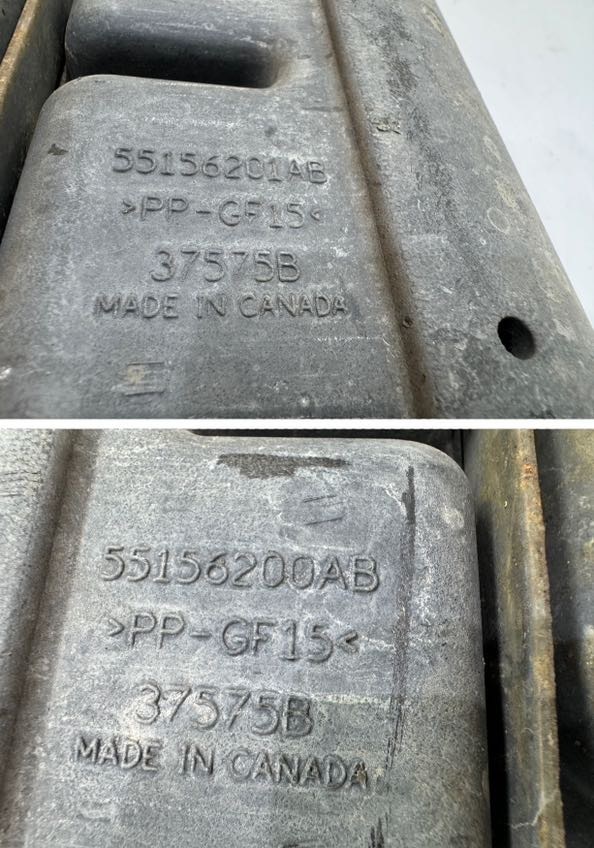 55156201AB
>PP-GF15<
37575B
MADE IN CANADA
55156200AB
>PP-GF15<
37575B
MADE IN CANADA